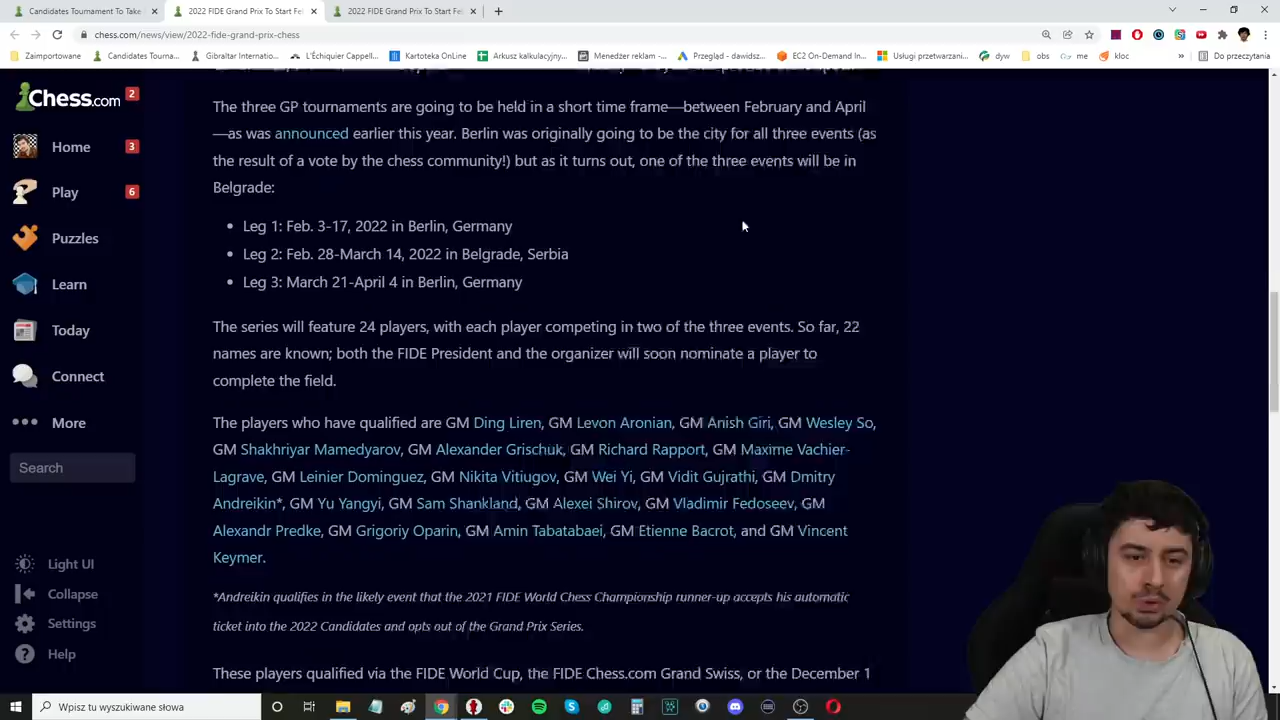 Candidates Tournament To Take
2022 FIDE Grand Prix To Start Fe
2022 FIDE Grand Prix To Start Fel
chess.com/news/view/2022-fide-grand-prix-chess
Zaimportowane
Candidates Tourna...
Gibraltar Internatio...
L'Échiquier Cappell...
Kartoteka OnLine
Arkusz kalkulacyjny...
Menedżer reklam -...
Przegląd - dawidsz...
EC2 On-Demand In...
Usługi przetwarzani...
dyw
obs
me
kloc
»
Do przeczytania
Chess.com
2
Home
3
Play
6
Puzzles
Learn
Today
Connect
More
Search
Light UI
Collapse
Settings
Help
The three GP tournaments are going to be held in a short time frame—between February and April
—as was announced earlier this year. Berlin was originally going to be the city for all three events (as
the result of a vote by the chess community!) but as it turns out, one of the three events will be in
Belgrade:
• Leg 1: Feb. 3-17, 2022 in Berlin, Germany
• Leg 2: Feb. 28-March 14, 2022 in Belgrade, Serbia
• Leg 3: March 21-April 4 in Berlin, Germany
The series will feature 24 players, with each player competing in two of the three events. So far, 22
names are known; both the FIDE President and the organizer will soon nominate a player to
complete the field.
The players who have qualified are GM Ding Liren, GM Levon Aronian, GM Anish Giri, GM Wesley So,
GM Shakhriyar Mamedyarov, GM Alexander Grischuk, GM Richard Rapport, GM Maxime Vachier-
Lagrave, GM Leinier Dominguez, GM Nikita Vitiugov, GM Wei Yi, GM Vidit Gujrathi, GM Dmitry
Andreikin*, GM Yu Yangyi, GM Sam Shankland, GM Alexei Shirov, GM Vladimir Fedoseev, GM
Alexandr Predke, GM Grigoriy Oparin, GM Amin Tabatabaei, GM Etienne Bacrot, and GM Vincent
Keymer.
*Andreikin qualifies in the likely event that the 2021 FIDE World Chess Championship runner-up accepts his automatic
ticket into the 2022 Candidates and opts out of the Grand Prix Series.
These players qualified via the FIDE World Cup, the FIDE Chess.com Grand Swiss, or the December 1
Wpisz tu wyszukiwane słowa